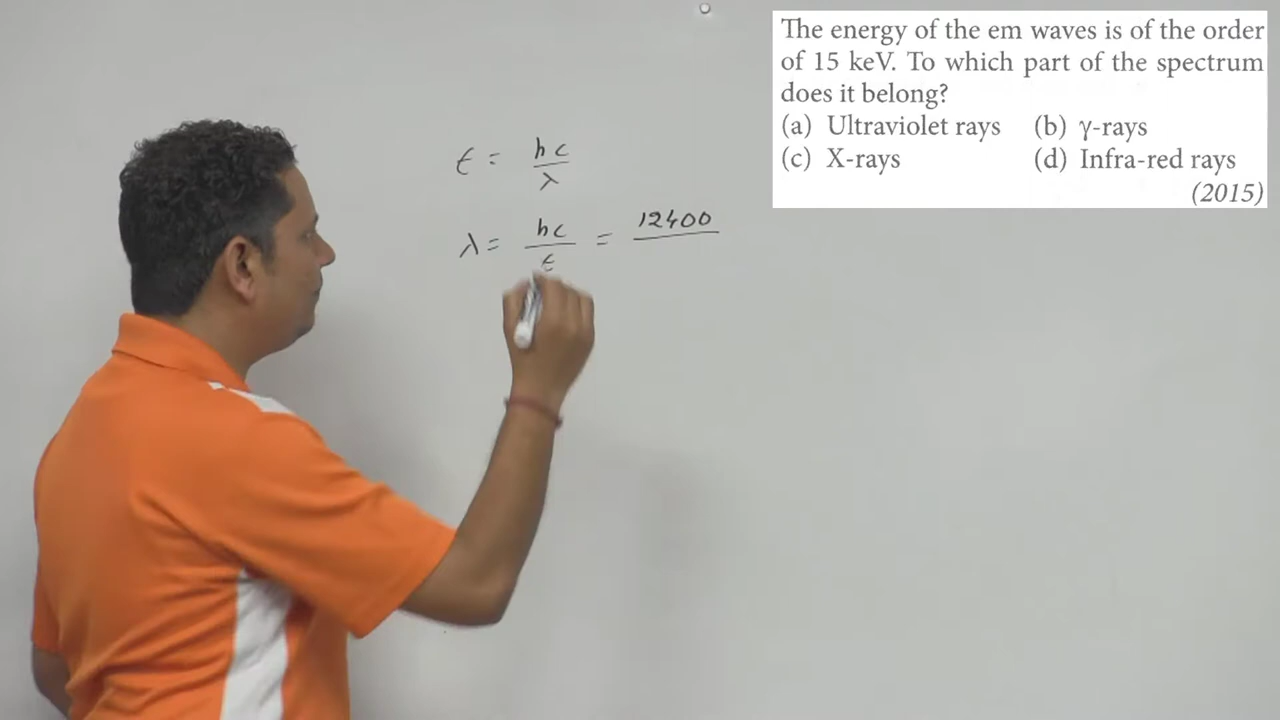 The energy of the em waves is of the order
of 15 keV. To which part of the spectrum
does it belong?
(a) Ultraviolet rays (b) γ-rays
(c) X-rays (d) Infra-red rays
(2015)
E = hc / λ
λ = hc / E = 12400